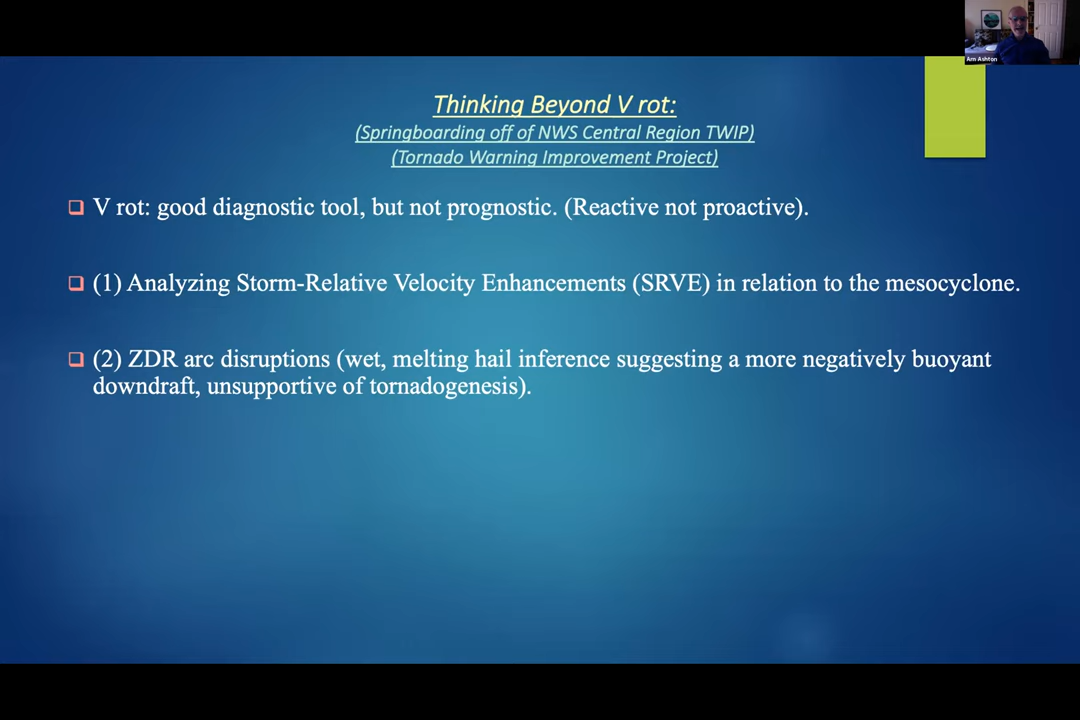 Arn Ashton
Thinking Beyond V rot:
(Springboarding off of NWS Central Region TWIP)
(Tornado Warning Improvement Project)
V rot: good diagnostic tool, but not prognostic. (Reactive not proactive).
(1) Analyzing Storm-Relative Velocity Enhancements (SRVE) in relation to the mesocyclone.
(2) ZDR arc disruptions (wet, melting hail inference suggesting a more negatively buoyant
downdraft, unsupportive of tornadogenesis).